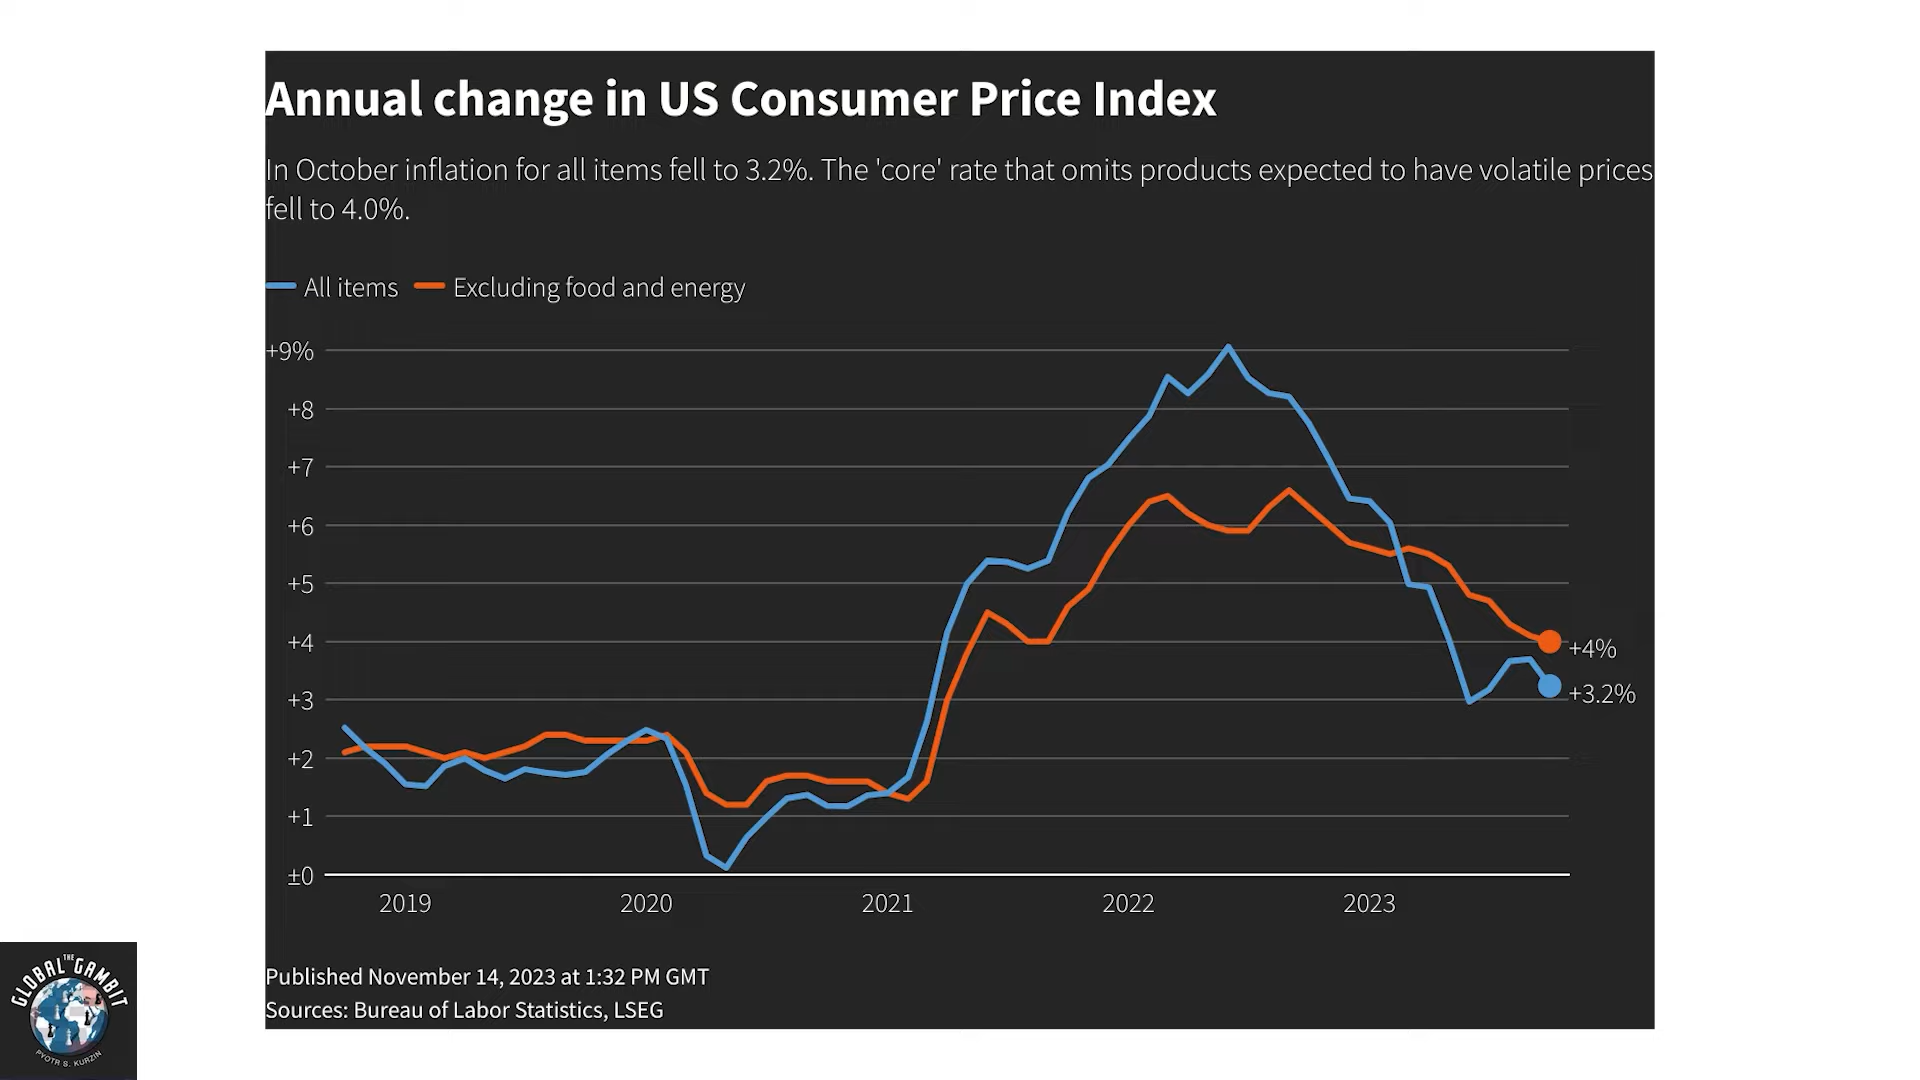 Annual change in US Consumer Price Index
In October inflation for all items fell to 3.2%. The 'core' rate that omits products expected to have volatile prices
fell to 4.0%.
All items Excluding food and energy
+9%
+8
+7
+6
+5
+4
+4%
+3
+3.2%
+2
+1
±0
2019 2020 2021 2022 2023
Published November 14, 2023 at 1:32 PM GMT
Sources: Bureau of Labor Statistics, LSEG
THE
GLOBAL GAMBIT
PYOTR S. KURZIN